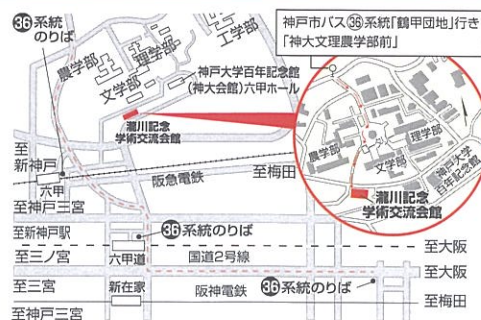 36系統
のりば
農学部
理学部
工学部
文学部
神戸大学百年記念館
(神大会館)六甲ホール
瀧川記念
学術交流会館
神戸市バス36系統「鶴甲団地」行き
「神大文理農学部前」
農学部
理学部
文学部
神戸大学
百年記念館
瀧川記念
学術交流会館
至
新神戸
六甲
阪急電鉄
至梅田
至神戸三宮
至新神戸駅
36系統のりば
至大阪
至三ノ宮
六甲道
国道2号線
至大阪
至三宮
新在家
阪神電鉄
36系統のりば
至神戸三宮
至梅田